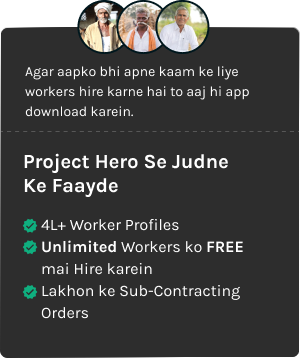 Agar aapko bhi apne kaam ke liye
workers hire karne hai to aaj hi app
download karein.
Project Hero Se Judne
Ke Faayde
4L+ Worker Profiles
Unlimited Workers ko FREE
mai Hire karein
Lakhon ke Sub-Contracting
Orders